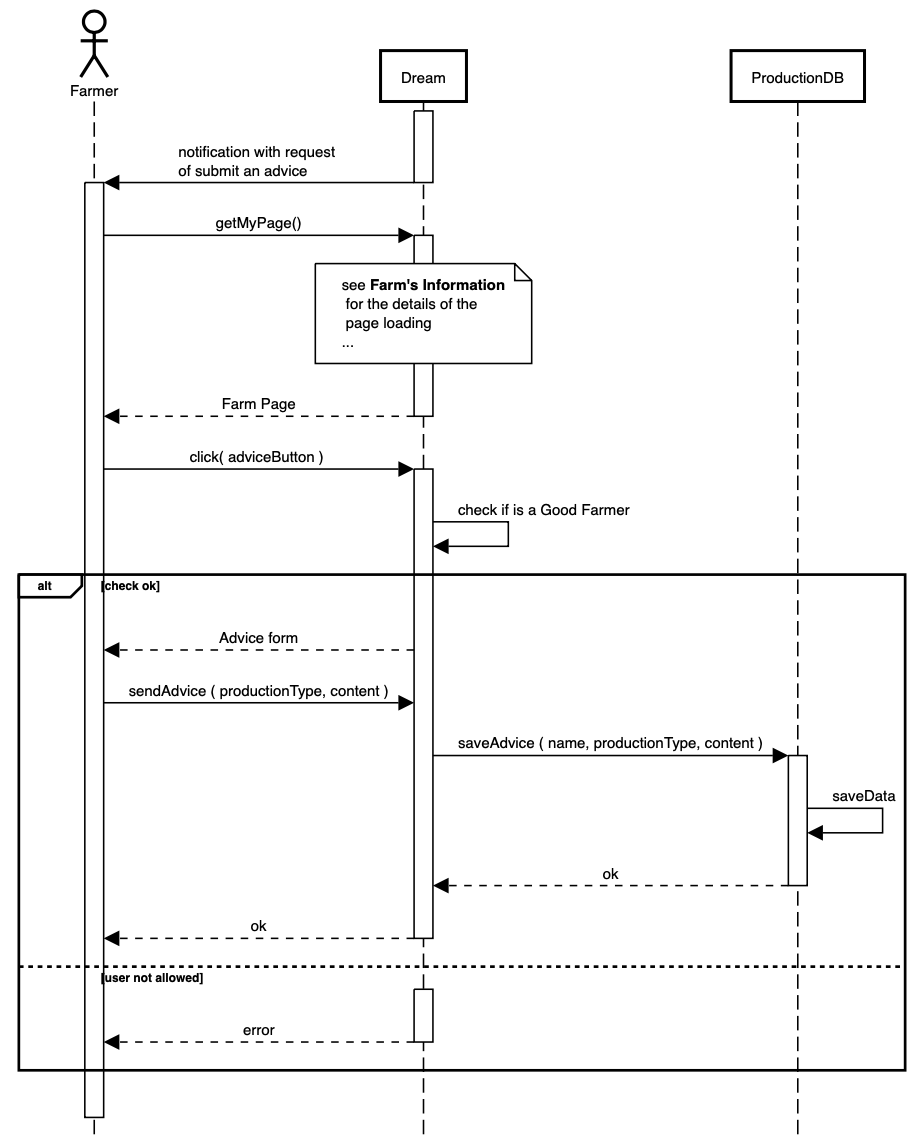 Farmer
Dream
ProductionDB
notification with request
of submit an advice
getMyPage()
see Farm's Information
for the details of the
page loading
...
Farm Page
click( adviceButton )
check if is a Good Farmer
alt
[check ok]
Advice form
sendAdvice ( productionType, content )
saveAdvice ( name, productionType, content )
saveData
ok
ok
[user not allowed]
error